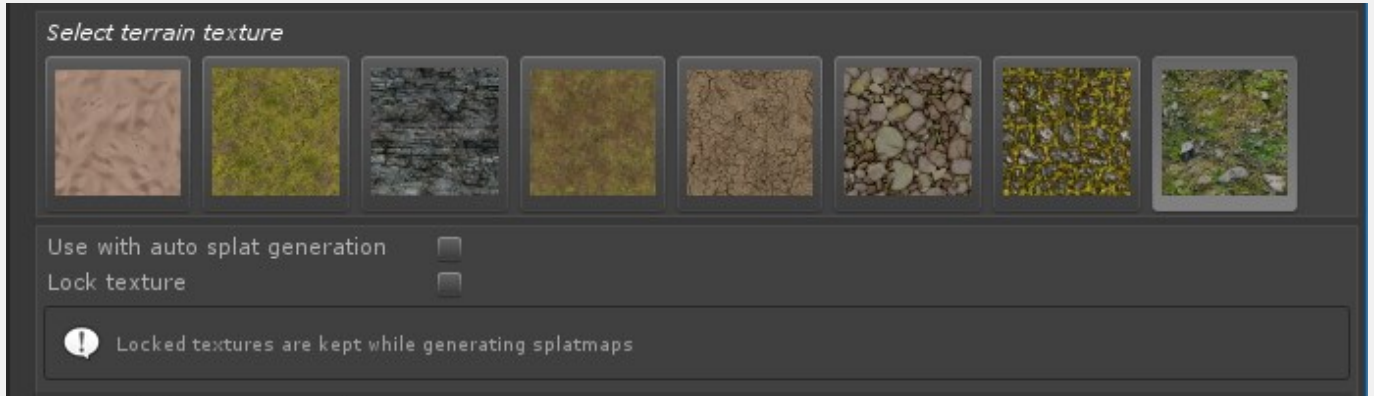 Select terrain texture
Use with auto splat generation
Lock texture
Locked textures are kept while generating splatmaps